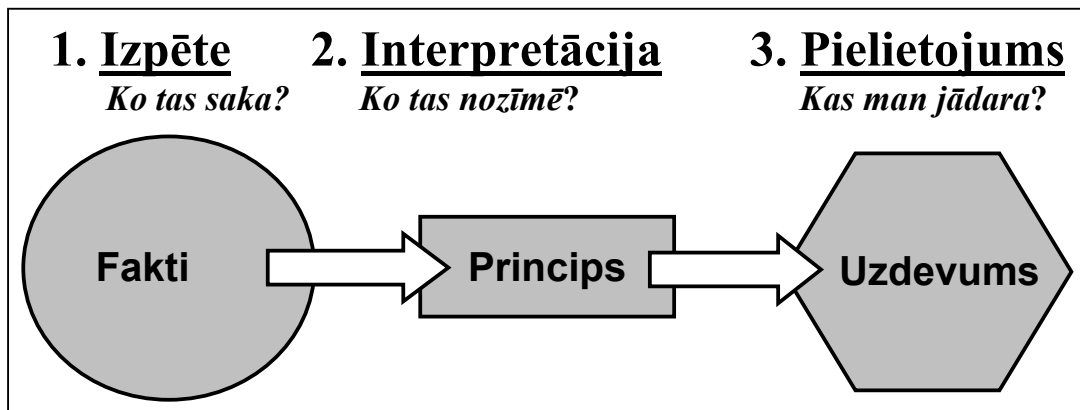 1. Izpēte 2. Interpretācija 3. Pielietojums
Ko tas saka? Ko tas nozīmē? Kas man jādara?
Fakti Princips Uzdevums